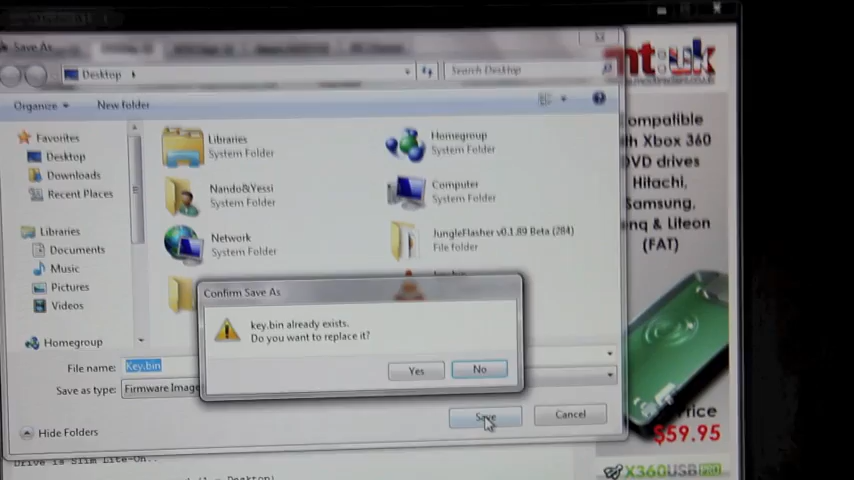 Save As
Desktop
Search Desktop
Organize
New folder
Favorites
Desktop
Downloads
Recent Places
Libraries
Documents
Music
Pictures
Videos
Homegroup
Libraries
System Folder
Homegroup
System Folder
Nando&Yessi
System Folder
Computer
System Folder
Network
System Folder
JungleFlasher v0.1.89 Beta (284)
File folder
Confirm Save As
key.bin already exists.
Do you want to replace it?
Yes
No
File name:
Key.bin
Save as type:
Firmware Image
Save
Cancel
Hide Folders
Drive is Slim Lite-On..
nt:uk
ompatible
th Xbox 360
DVD drives
Hitachi,
Samsung,
nq & Liteon
(FAT)
Price
$59.95
X360USB PRO